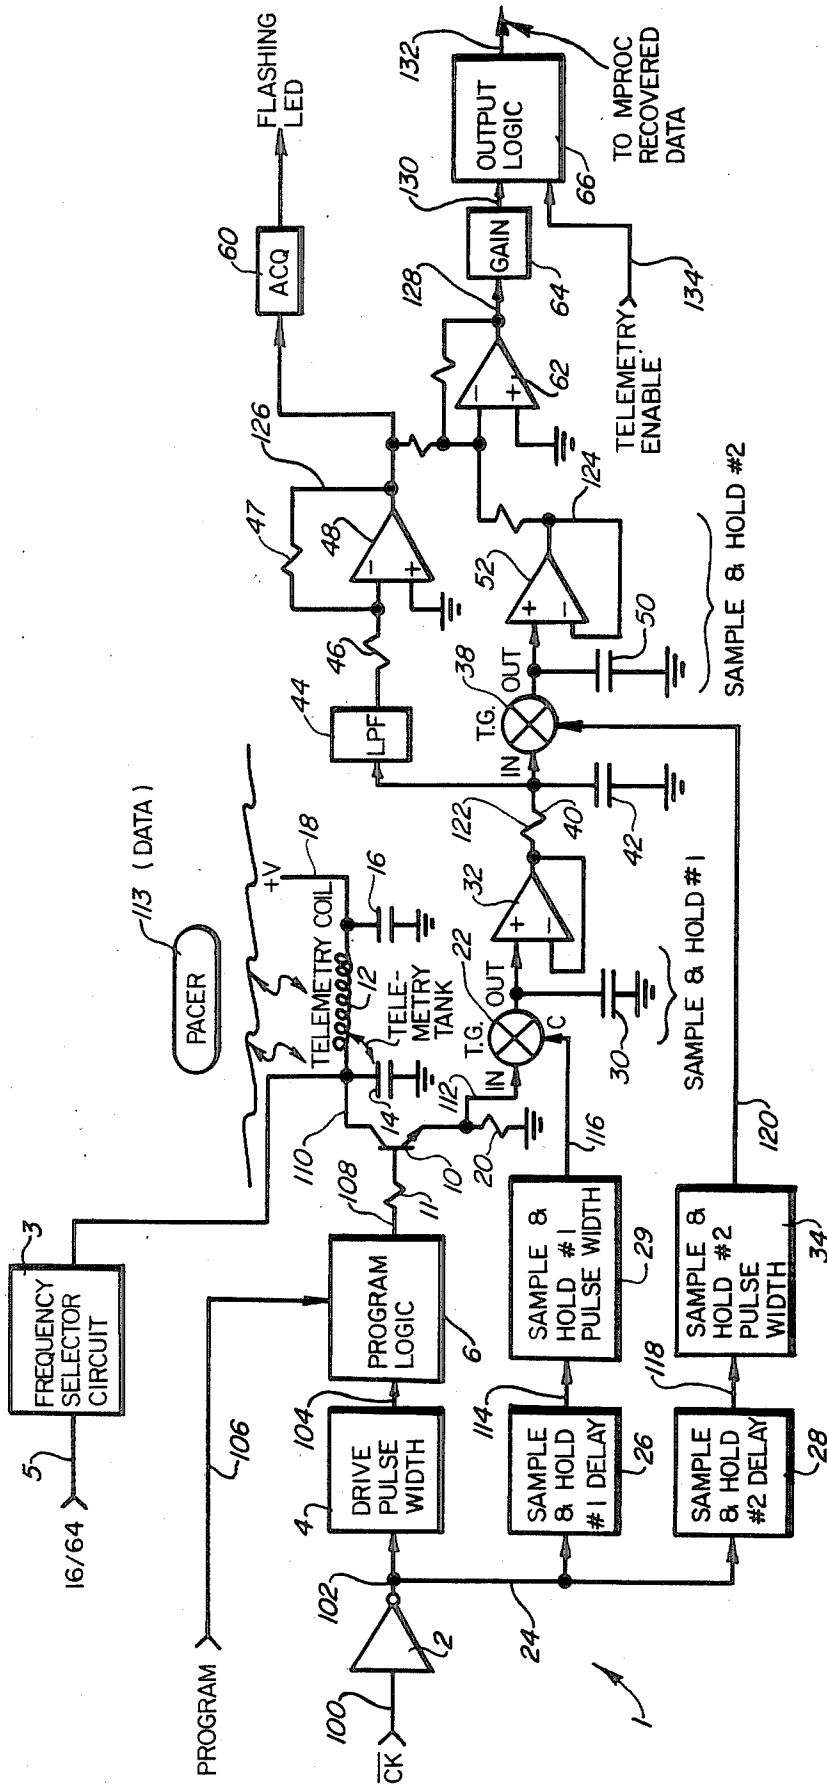 16/64
5
FREQUENCY
SELECTOR
CIRCUIT
3
PROGRAM
106
CK
100
2
102
24
1
4
DRIVE
PULSE
WIDTH
104
PROGRAM
LOGIC
6
108
11
10
110
112
20
PACER
113 (DATA)
TELEMETRY COIL
+V
18
12
16
14
TELE-
METRY
TANK
SAMPLE
& HOLD
#1 DELAY
26
114
SAMPLE &
HOLD #1
PULSE WIDTH
29
116
SAMPLE
& HOLD
#2 DELAY
28
118
SAMPLE &
HOLD #2
PULSE
WIDTH
34
120
T.G.
22
IN
OUT
C
30
SAMPLE & HOLD #1
+
-
32
122
40
42
LPF
44
46
47
-
+
48
126
T.G.
38
IN
OUT
50
+
-
52
124
SAMPLE & HOLD #2
ACQ
60
FLASHING
LED
-
+
62
128
GAIN
64
130
OUTPUT
LOGIC
66
132
TELEMETRY
ENABLE
134
TO MPROC
RECOVERED
DATA